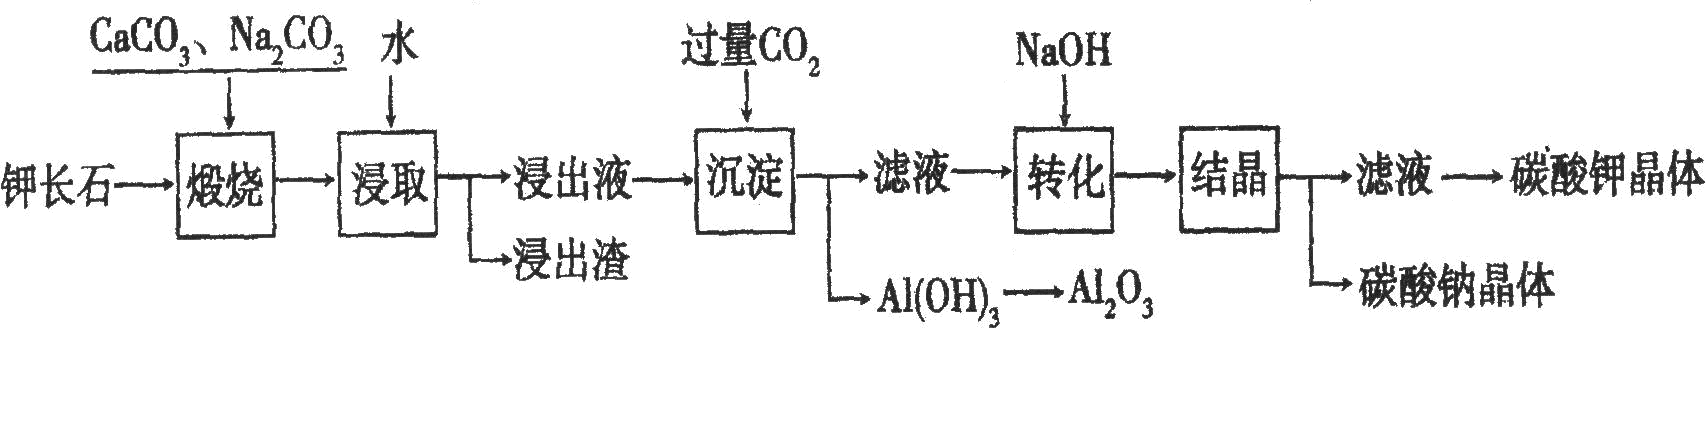 CaCO₃、Na₂CO₃ 水 过量CO₂ NaOH
钾长石 煅烧 浸取 浸出液 沉淀 滤液 转化 结晶 滤液 碳酸钾晶体
浸出渣 Al(OH)₃ Al₂O₃ 碳酸钠晶体